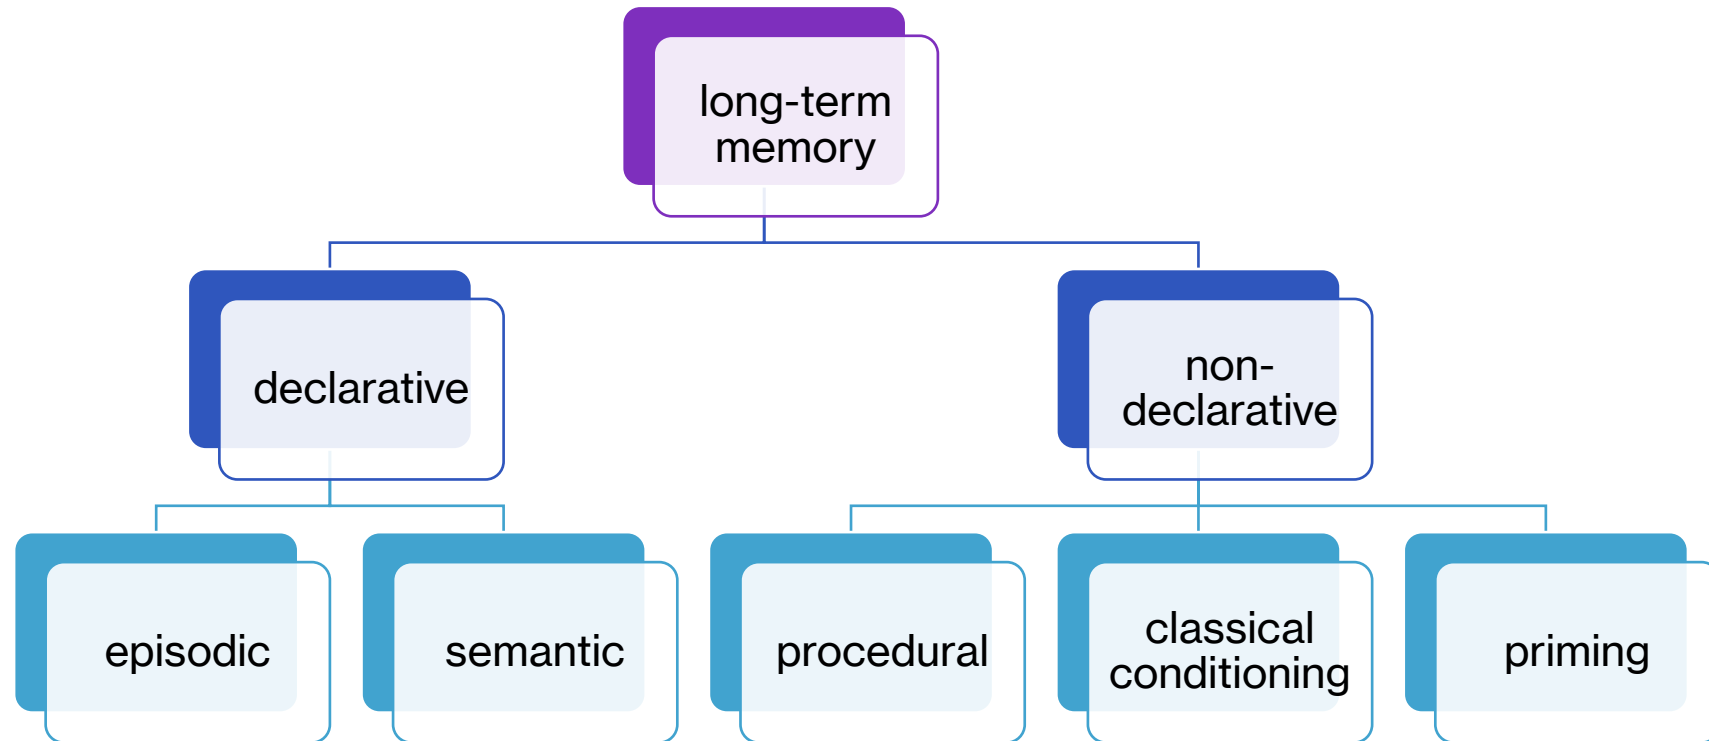 long-term
memory
declarative
non-
declarative
episodic
semantic
procedural
classical
conditioning
priming